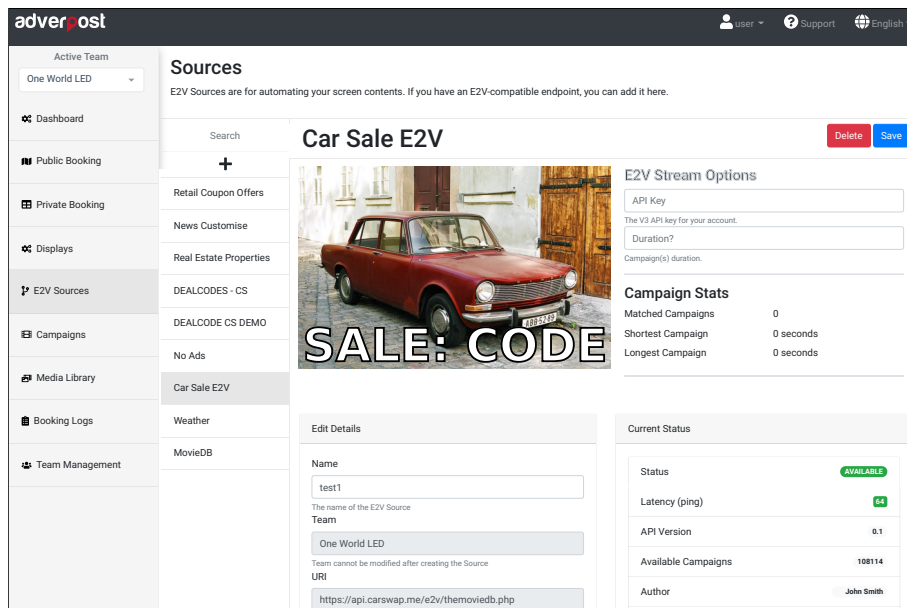 adverpost
user
Support
English
Active Team
One World LED
Dashboard
Public Booking
Private Booking
Displays
E2V Sources
Campaigns
Media Library
Booking Logs
Team Management
Sources
E2V Sources are for automating your screen contents. If you have an E2V-compatible endpoint, you can add it here.
Search
Retail Coupon Offers
News Customise
Real Estate Properties
DEALCODES - CS
DEALCODE CS DEMO
No Ads
Car Sale E2V
Weather
MovieDB
Car Sale E2V
Delete
Save
SALE: CODE
E2V Stream Options
API Key
The V3 API key for your account.
Duration?
Campaign(s) duration.
Campaign Stats
Matched Campaigns 0
Shortest Campaign 0 seconds
Longest Campaign 0 seconds
Edit Details
Name
test1
The name of the E2V Source
Team
One World LED
Team cannot be modified after creating the Source
URI
https://api.carswap.me/e2v/themoviedb.php
Current Status
Status AVAILABLE
Latency (ping) 64
API Version 0.1
Available Campaigns 108114
Author John Smith